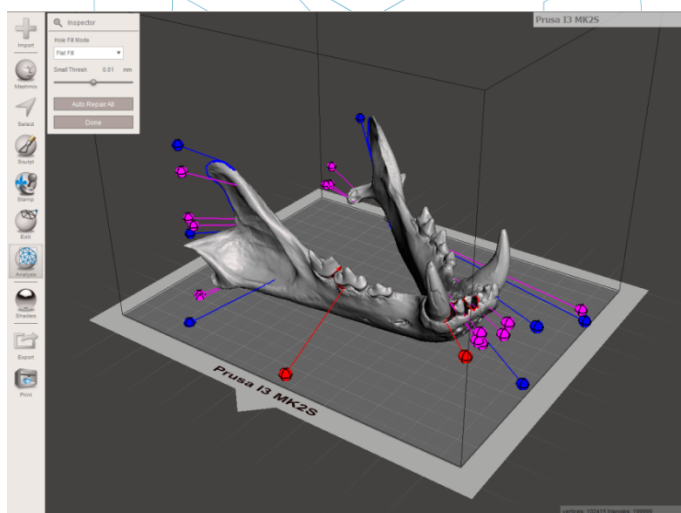 Import
Meshmix
Select
Sculpt
Stamp
Edit
Analysis
Shaders
Export
Print
Inspector
Hole Fill Mode
Flat Fill
Small Thresh 0.01 mm
Auto Repair All
Done
Prusa I3 MK2S
Prusa I3 MK2S